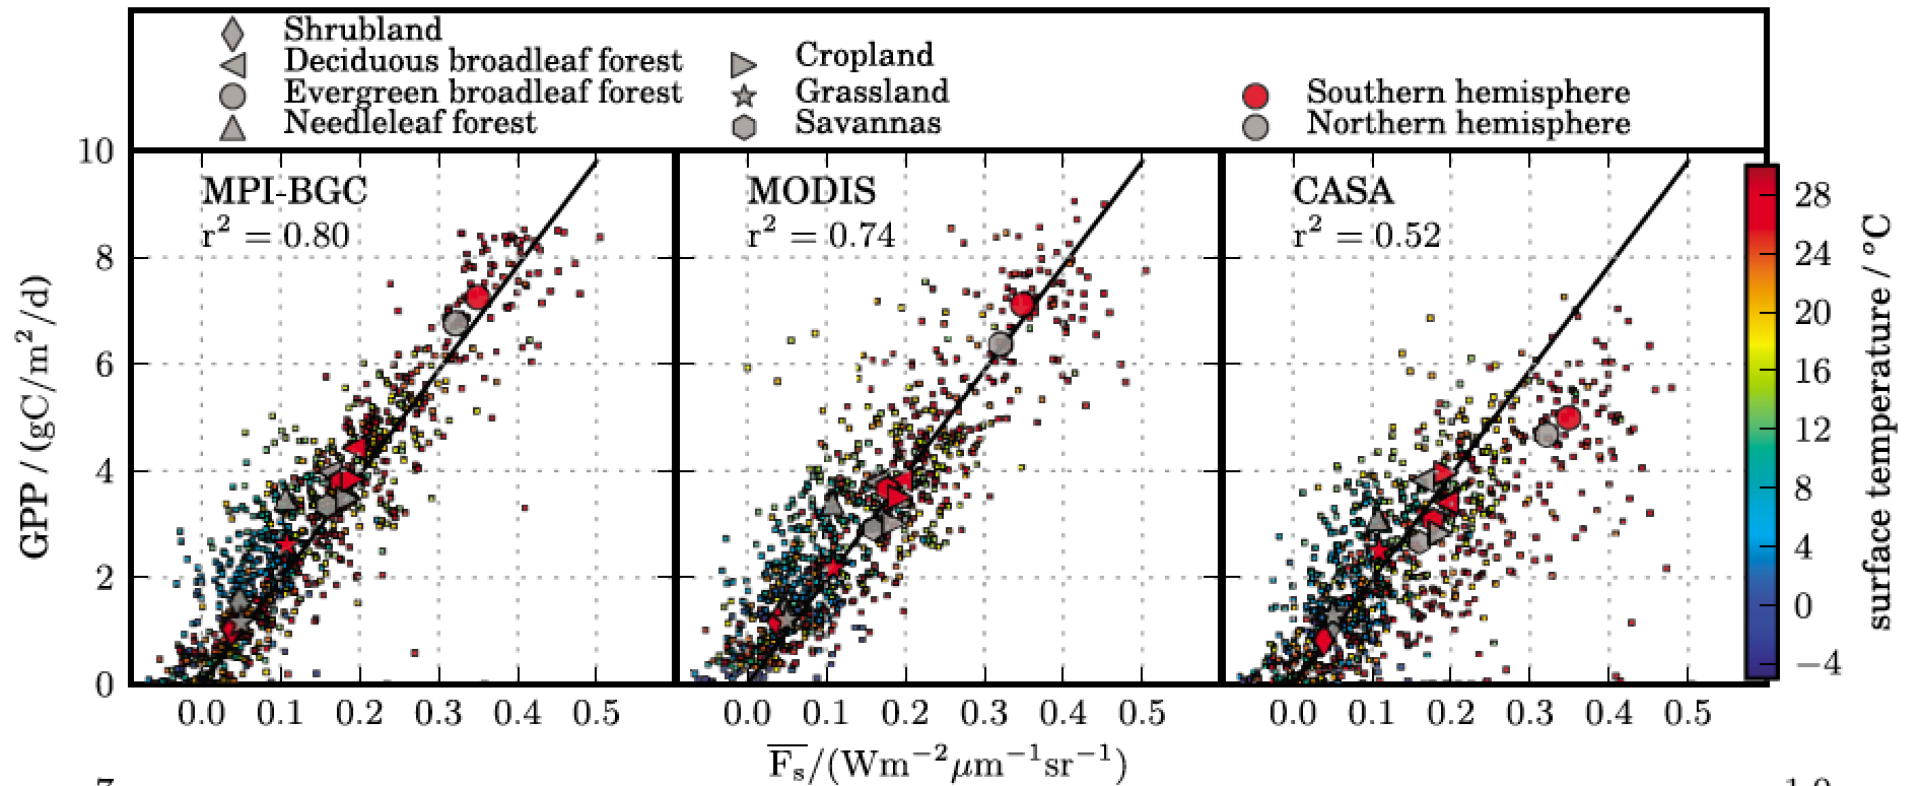 Shrubland
Deciduous broadleaf forest
Evergreen broadleaf forest
Needleleaf forest
Cropland
Grassland
Savannas
Southern hemisphere
Northern hemisphere
MPI-BGC
r² = 0.80
MODIS
r² = 0.74
CASA
r² = 0.52
GPP / (gC/m²/d)
10
8
6
4
2
0
0.0 0.1 0.2 0.3 0.4 0.5
0.0 0.1 0.2 0.3 0.4 0.5
0.0 0.1 0.2 0.3 0.4 0.5
F̅s/(Wm⁻²μm⁻¹sr⁻¹)
28
24
20
16
12
8
4
0
−4
surface temperature / °C